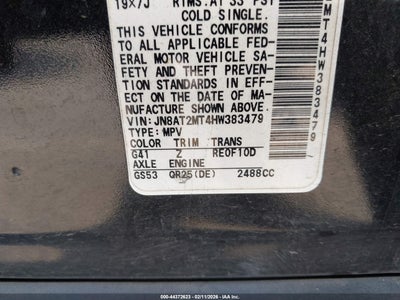 19x7J RIMS.AT 33 PSI
COLD SINGLE.
THIS VEHICLE CONFORMS
TO ALL APPLICABLE FED-
ERAL MOTOR VEHICLE SA-
FETY AND THEFT PREVENTION
STANDARDS IN EFF-
ECT ON THE DATE OF MA-
NUFACTURE SHOWN ABOVE.
VIN:JN8AT2MT4HW383479
TYPE:MPV
COLOR TRIM TRANS
G41 Z RE0F10D
AXLE ENGINE
GS53 QR25(DE) 2488CC
2MT4HW383479
000-44372623 - 02/11/2026 - IAA Inc.